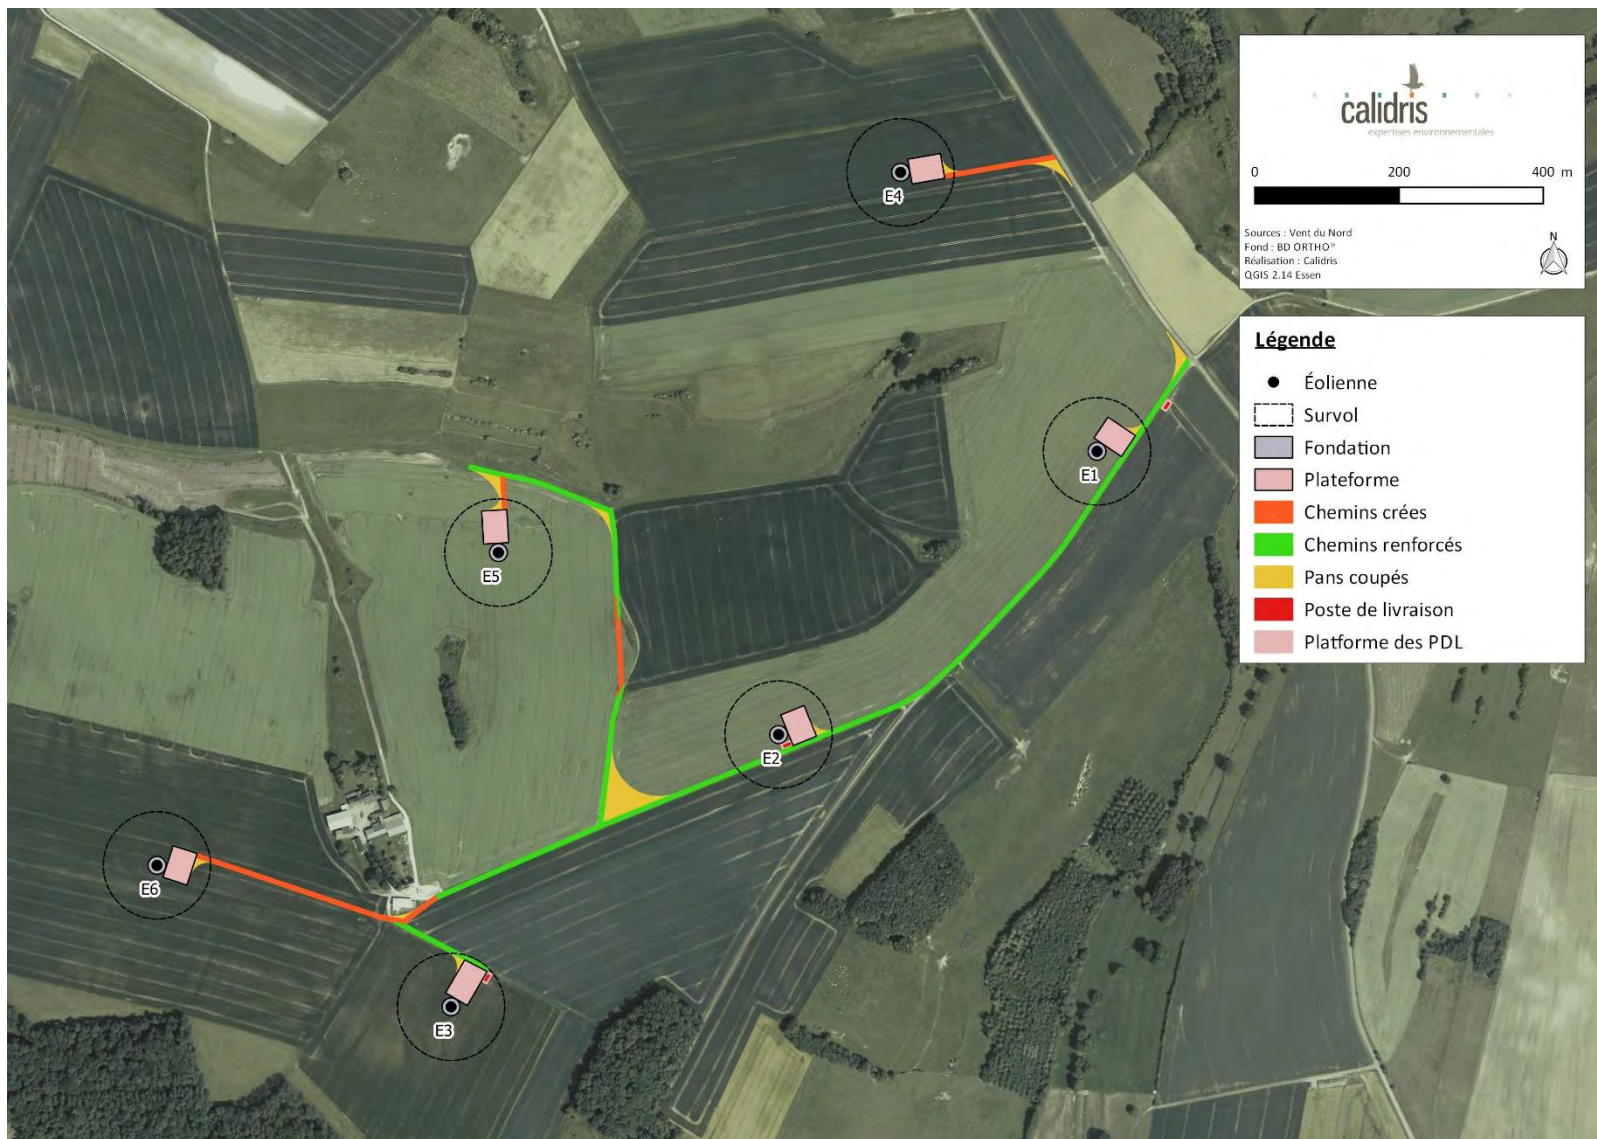 calidris
expertises environnementales
0 200 400 m
Sources : Vent du Nord
Fond : BD ORTHO®
Réalisation : Calidris
QGIS 2.14 Essen
N
Légende
Éolienne
Survol
Fondation
Plateforme
Chemins crées
Chemins renforcés
Pans coupés
Poste de livraison
Platforme des PDL
E4
E1
E5
E2
E6
E3